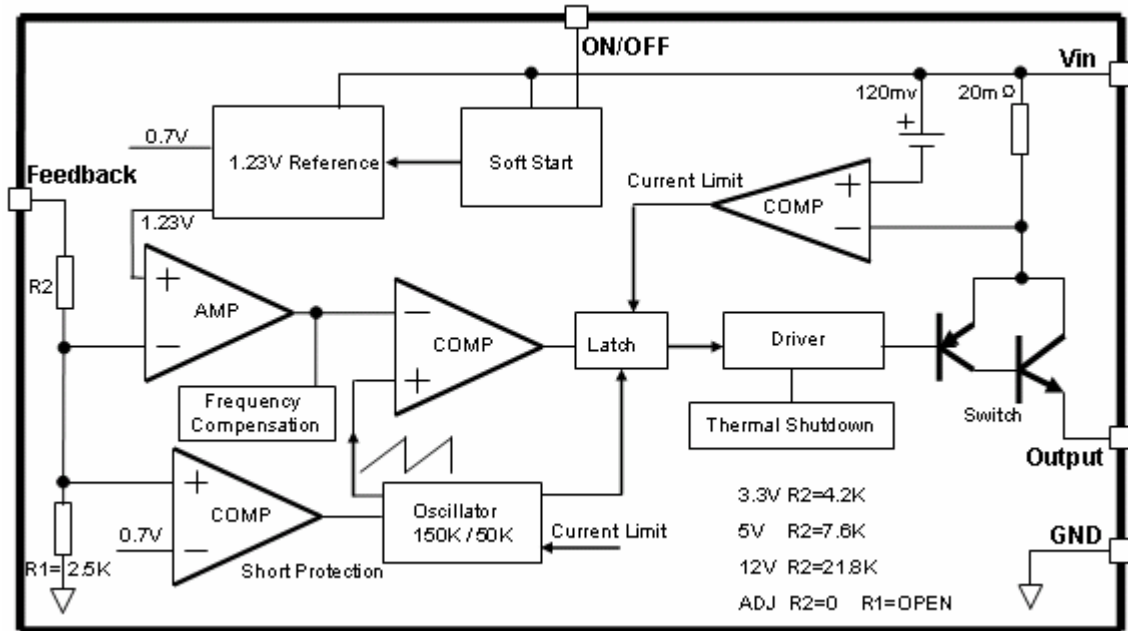 ON/OFF
Vin
120mv
20mΩ
+
0.7V
1.23V Reference
Soft Start
Feedback
Current Limit
+
COMP
−
1.23V
+
R2
AMP
−
−
COMP
+
Latch
Driver
Switch
Frequency
Compensation
Thermal Shutdown
Output
+
COMP
−
0.7V
R1= 2.5K
Short Protection
Oscillator
150K/50K
Current Limit
3.3V R2=4.2K
5V R2=7.6K
12V R2=21.8K
ADJ R2=0 R1=OPEN
GND